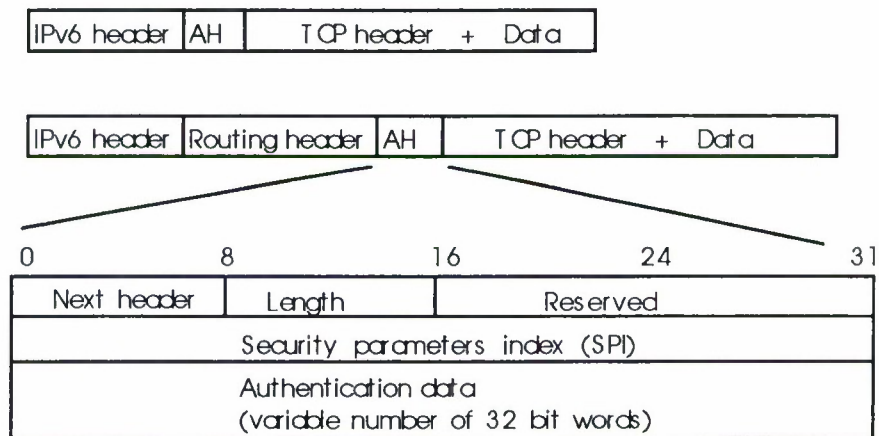 IPv6 header AH TCP header + Data
IPv6 header Routing header AH TCP header + Data
0 8 16 24 31
Next header Length Reserved
Security parameters index (SPI)
Authentication data
(variable number of 32 bit words)